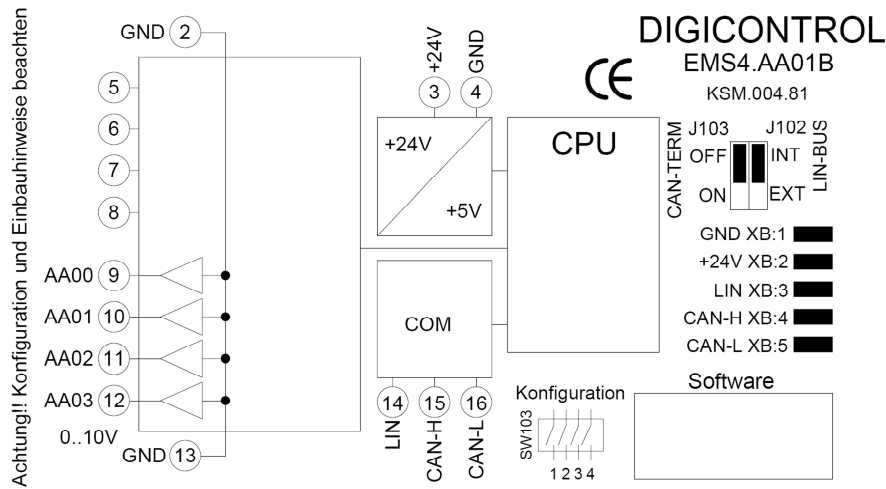 Achtung!! Konfiguration und Einbauhinweise beachten
GND 2
5
6
7
8
AA00 9
AA01 10
AA02 11
AA03 12
0..10V
GND 13
+24V
3
GND
4
+24V
+5V
CPU
COM
14
LIN
15
CAN-H
16
CAN-L
DIGICONTROL
EMS4.AA01B
CE
KSM.004.81
CAN-TERM
J103
J102
OFF
INT
ON
EXT
LIN-BUS
GND XB:1
+24V XB:2
LIN XB:3
CAN-H XB:4
CAN-L XB:5
Konfiguration
SW103
1 2 3 4
Software